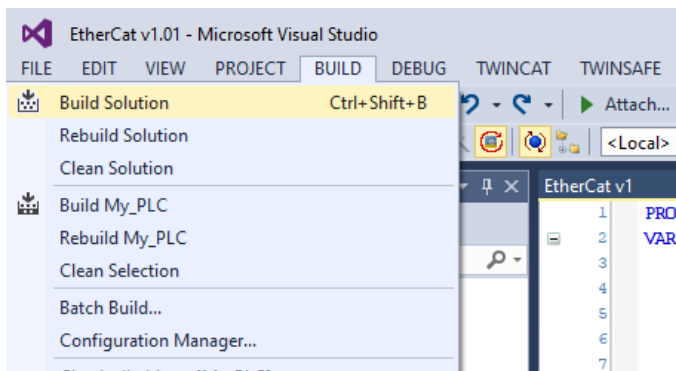 EtherCat v1.01 - Microsoft Visual Studio
FILE EDIT VIEW PROJECT BUILD DEBUG TWINCAT TWINSAFE
Build Solution Ctrl+Shift+B
Attach...
Rebuild Solution
<Local>
Clean Solution
Build My_PLC
EtherCat v1
Rebuild My_PLC
Clean Selection
Batch Build...
Configuration Manager...
1 PRO
2 VAR
3
4
5
6
7